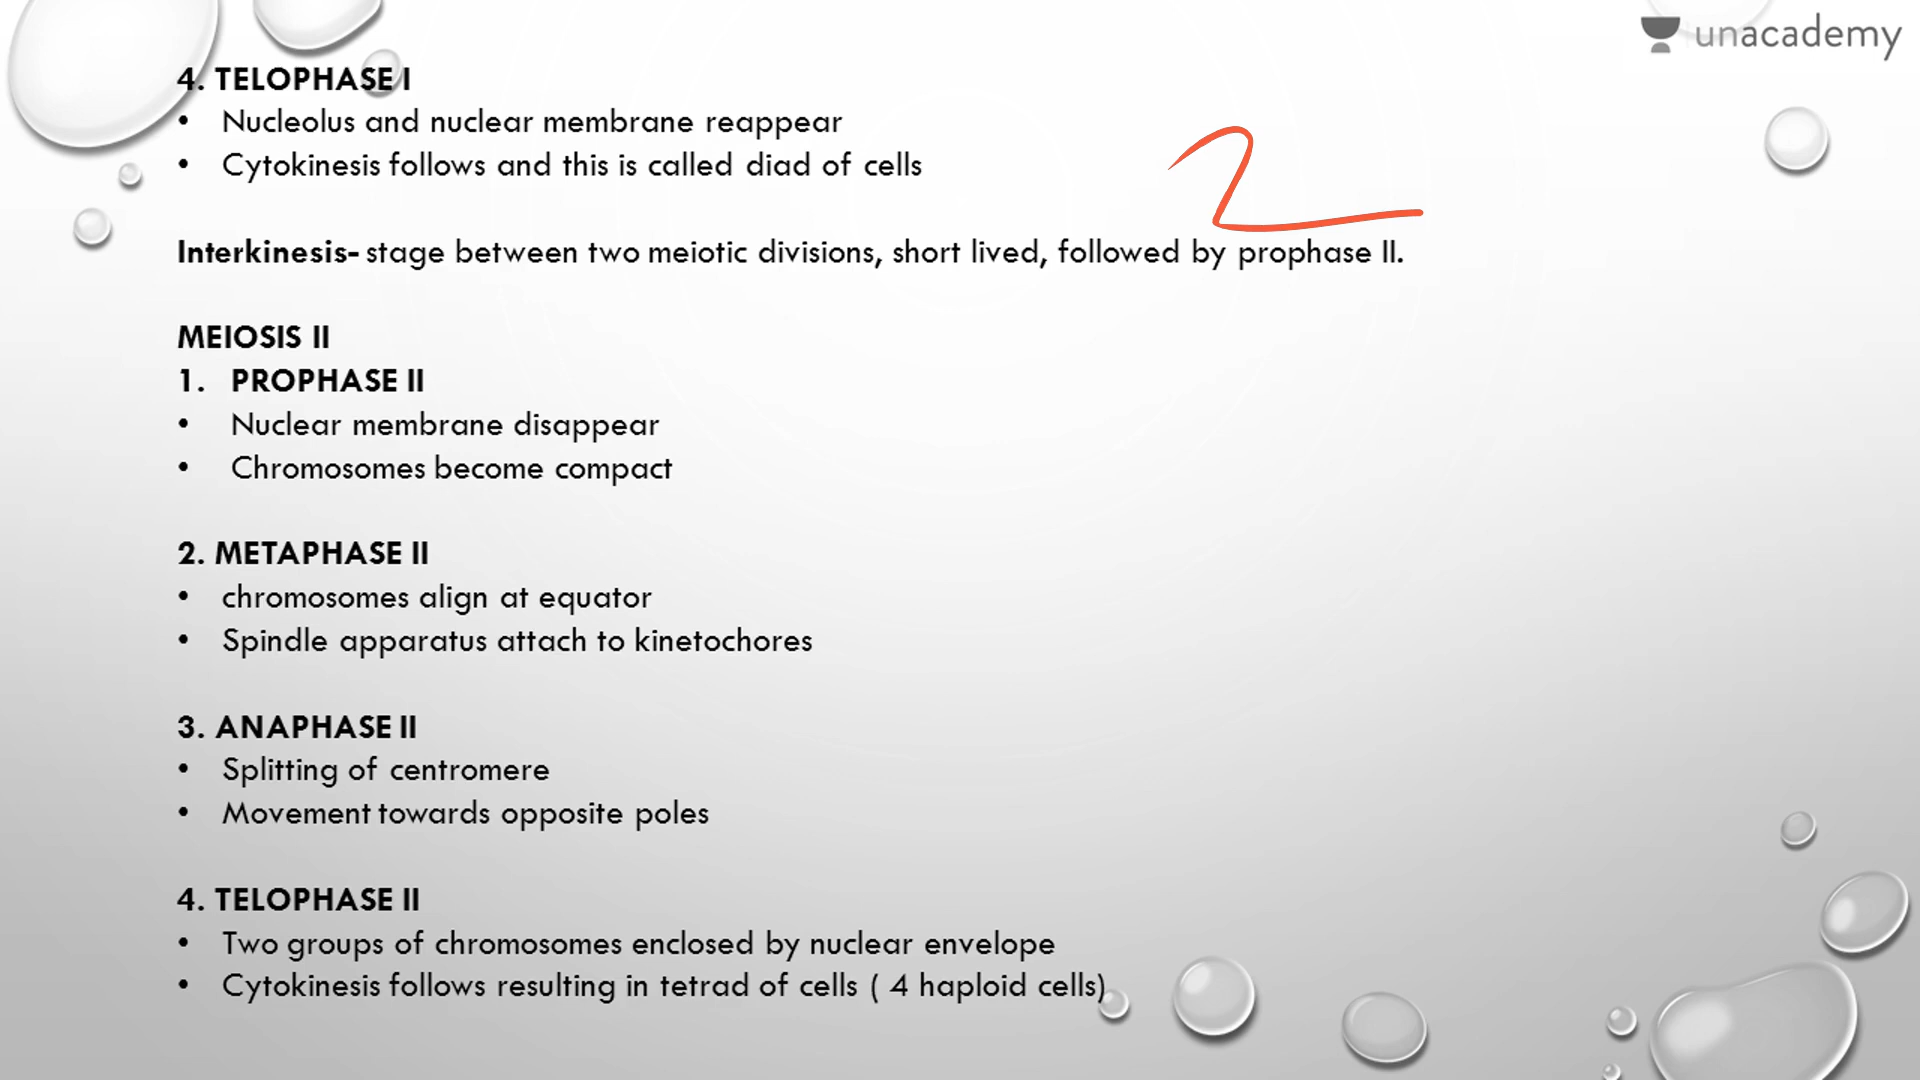 unacademy
4. TELOPHASE I
• Nucleolus and nuclear membrane reappear
• Cytokinesis follows and this is called diad of cells
2
Interkinesis- stage between two meiotic divisions, short lived, followed by prophase II.
MEIOSIS II
1. PROPHASE II
• Nuclear membrane disappear
• Chromosomes become compact
2. METAPHASE II
• chromosomes align at equator
• Spindle apparatus attach to kinetochores
3. ANAPHASE II
• Splitting of centromere
• Movement towards opposite poles
4. TELOPHASE II
• Two groups of chromosomes enclosed by nuclear envelope
• Cytokinesis follows resulting in tetrad of cells ( 4 haploid cells)